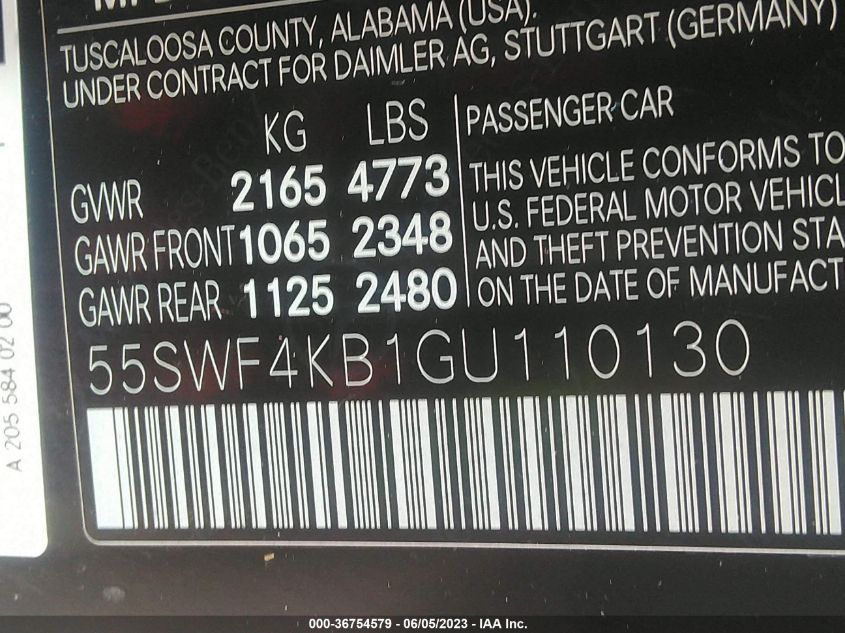 TUSCALOOSA COUNTY, ALABAMA (USA).
UNDER CONTRACT FOR DAIMLER AG, STUTTGART (GERMANY)
KG LBS PASSENGER CAR
GVWR 2165 4773
GAWR FRONT 1065 2348
GAWR REAR 1125 2480
THIS VEHICLE CONFORMS TO
U.S. FEDERAL MOTOR VEHICL
AND THEFT PREVENTION STA
ON THE DATE OF MANUFACT
55SWF4KB1GU110130
A 205 584 02 00
000-36754579 - 06/05/2023 - IAA Inc.